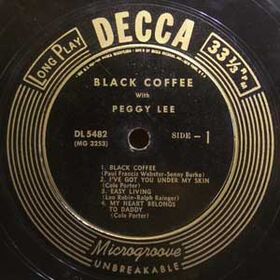 DECCA
LONG PLAY
33⅓ RPM
BLACK COFFEE
With
PEGGY LEE
DL 5482
(MG 3253)
SIDE - 1
1. BLACK COFFEE
(Paul Francis Webster-Sonny Burke)
2. I'VE GOT YOU UNDER MY SKIN
(Cole Porter)
3. EASY LIVING
(Leo Robin-Ralph Rainger)
4. MY HEART BELONGS
TO DADDY
(Cole Porter)
Microgroove
UNBREAKABLE